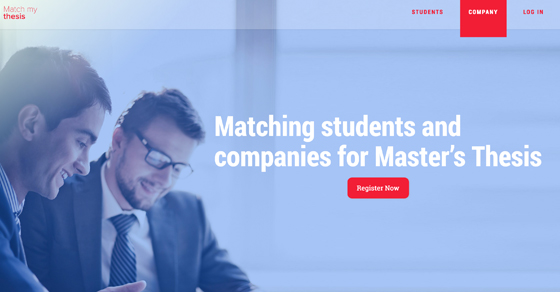 Match my
thesis
STUDENTS
COMPANY
LOG IN
Matching students and
companies for Master's Thesis
Register Now